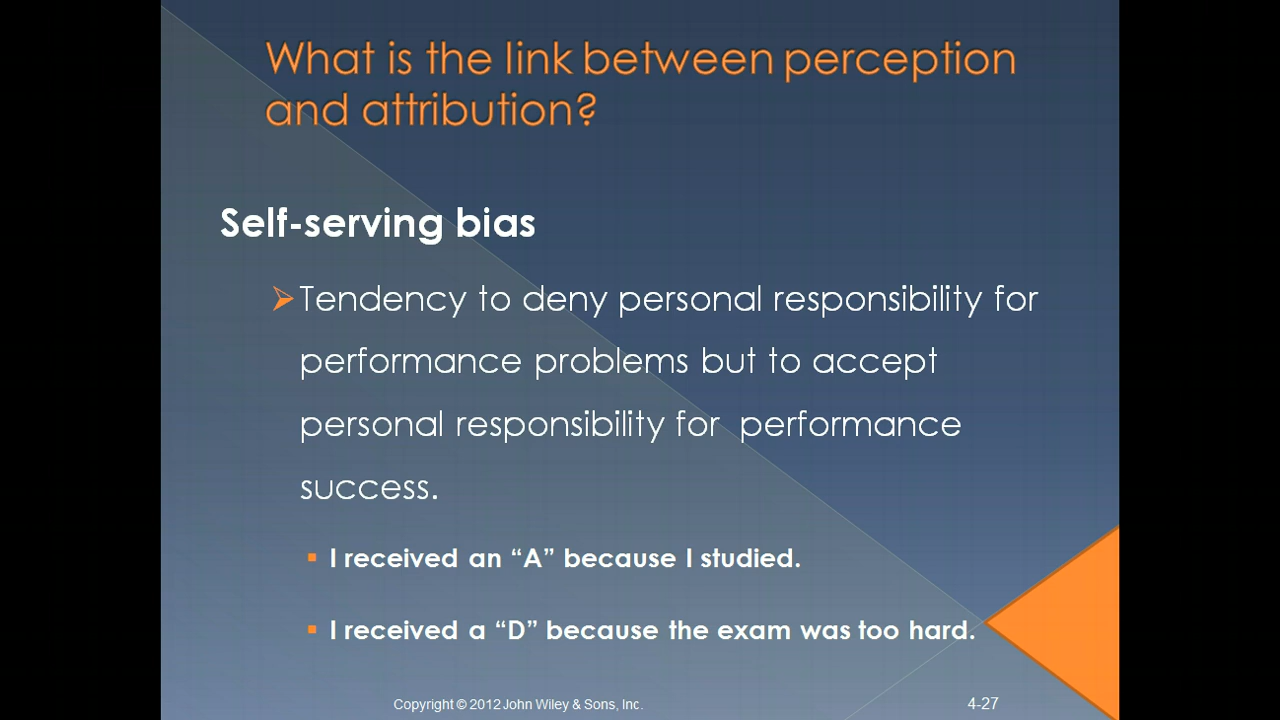 What is the link between perception
and attribution?
Self-serving bias
Tendency to deny personal responsibility for
performance problems but to accept
personal responsibility for performance
success.
I received an “A” because I studied.
I received a “D” because the exam was too hard.
Copyright © 2012 John Wiley & Sons, Inc.
4-27